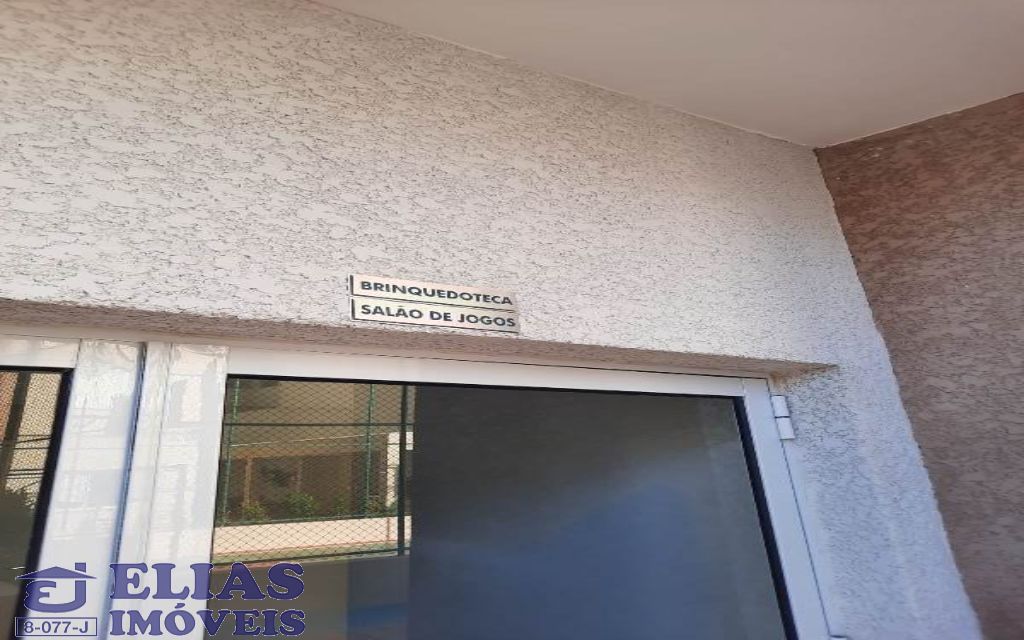 BRINQUEDOTECA
SALÃO DE JOGOS
EJ
8-077-J
ELIAS
IMÓVEIS